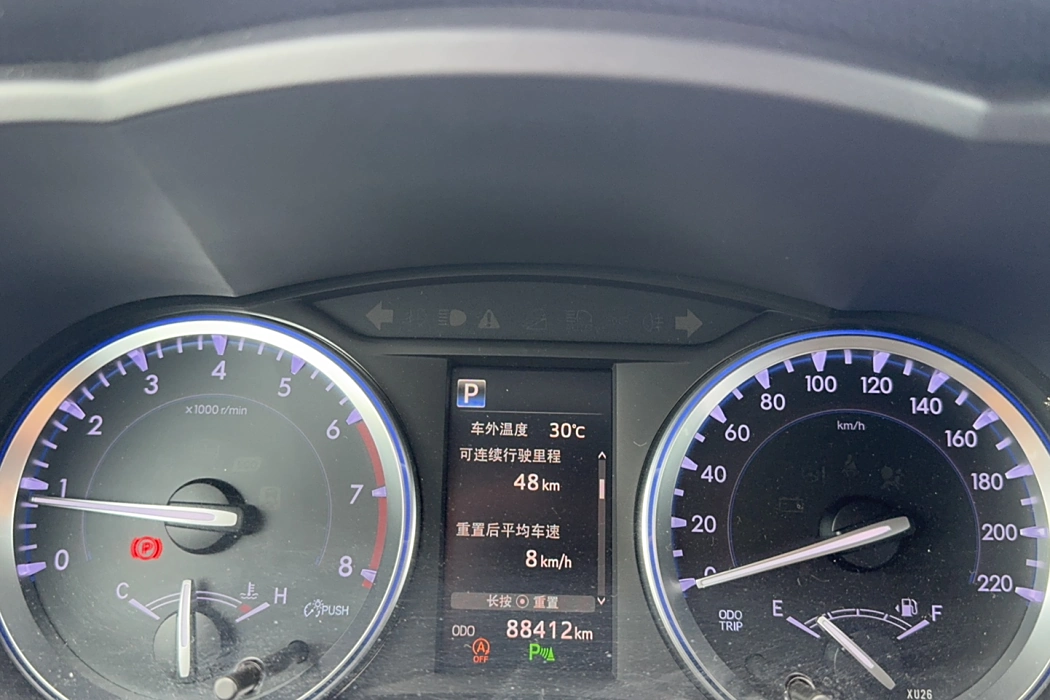 P
车外温度 30℃
可连续行驶里程
48 km
重置后平均车速
8 km/h
长按 重置
ODO 88412km
A
OFF
P
x1000 r/min
0
1
2
3
4
5
6
7
8
P
C
H
PUSH
km/h
0
20
40
60
80
100
120
140
160
180
200
220
ODO
TRIP
E
F
XU26